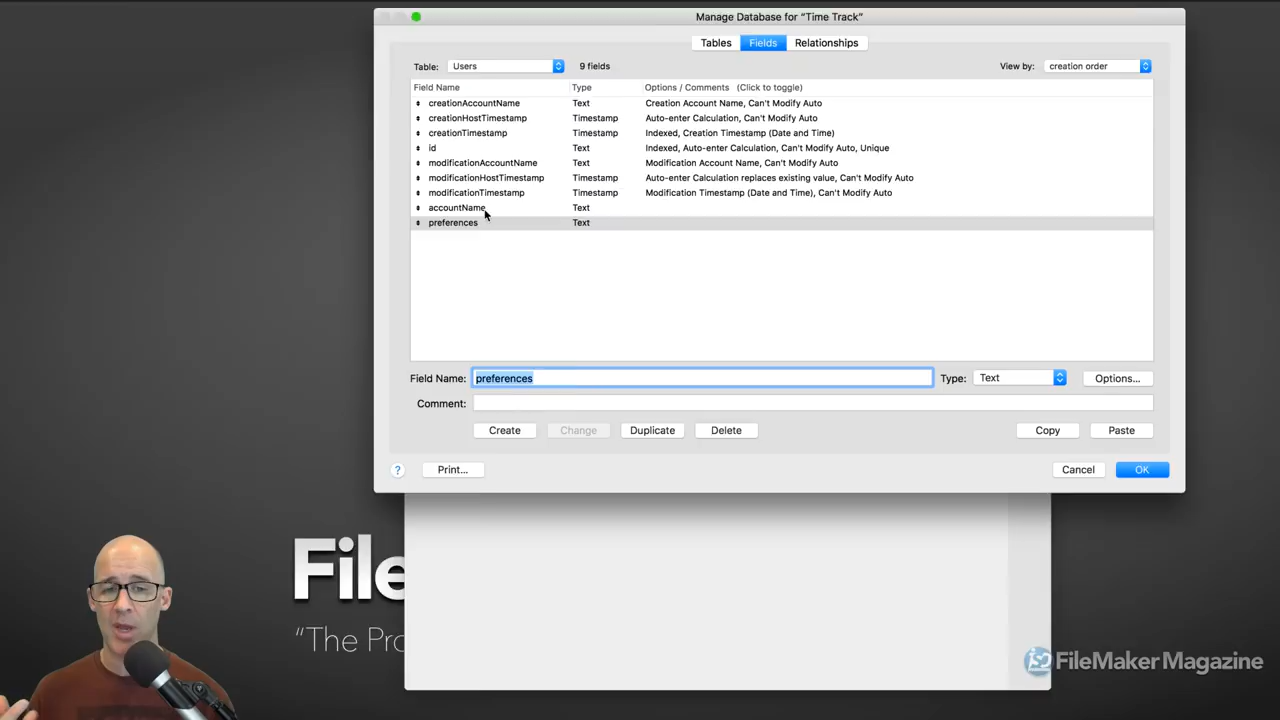 Manage Database for “Time Track”
Tables Fields Relationships
Table: Users 9 fields View by: creation order
Field Name Type Options / Comments (Click to toggle)
creationAccountName Text Creation Account Name, Can't Modify Auto
creationHostTimestamp Timestamp Auto-enter Calculation, Can't Modify Auto
creationTimestamp Timestamp Indexed, Creation Timestamp (Date and Time)
id Text Indexed, Auto-enter Calculation, Can't Modify Auto, Unique
modificationAccountName Text Modification Account Name, Can't Modify Auto
modificationHostTimestamp Timestamp Auto-enter Calculation replaces existing value, Can't Modify Auto
modificationTimestamp Timestamp Modification Timestamp (Date and Time), Can't Modify Auto
accountName Text
preferences Text
Field Name: preferences Type: Text Options...
Comment:
Create Change Duplicate Delete Copy Paste
? Print... Cancel OK
File
“The Pro
FileMaker Magazine